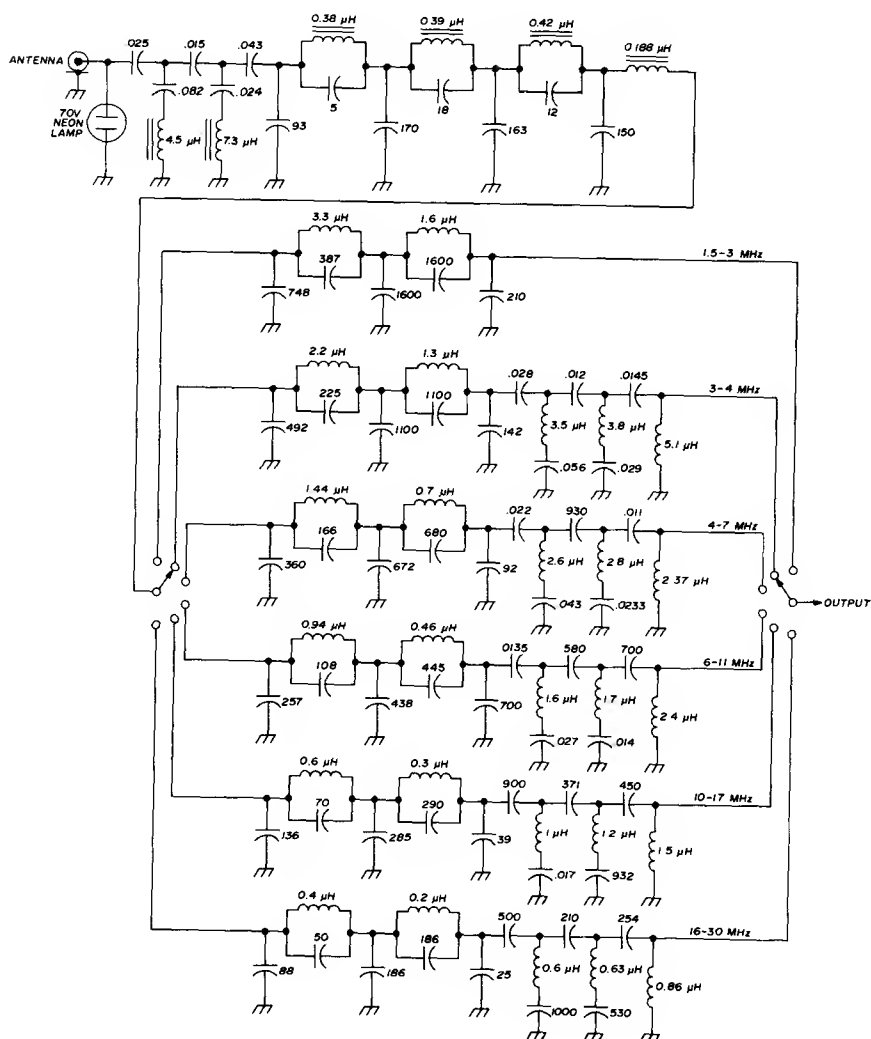 0.38 µH
0.39 µH
0.42 µH
0.188 µH
.025
.015
.043
ANTENNA
.082
.024
5
18
12
70V
NEON
LAMP
4.5 µH
7.3 µH
93
170
163
150
3.3 µH
1.6 µH
1.5-3 MHz
387
1600
748
1600
210
2.2 µH
1.3 µH
.028
.012
.0145
3-4 MHz
225
1100
492
1100
142
3.5 µH
3.8 µH
5.1 µH
.056
.029
1.44 µH
0.7 µH
.022
930
.011
4-7 MHz
166
680
360
672
92
2.6 µH
2.8 µH
2.37 µH
.043
.0233
OUTPUT
0.94 µH
0.46 µH
.0135
580
700
6-11 MHz
108
445
257
438
700
1.6 µH
1.7 µH
2.4 µH
.027
.014
0.6 µH
0.3 µH
900
371
450
10-17 MHz
70
290
136
285
39
1 µH
1.2 µH
1.5 µH
.017
932
0.4 µH
0.2 µH
500
210
254
16-30 MHz
50
186
88
186
25
0.6 µH
0.63 µH
0.86 µH
1000
530